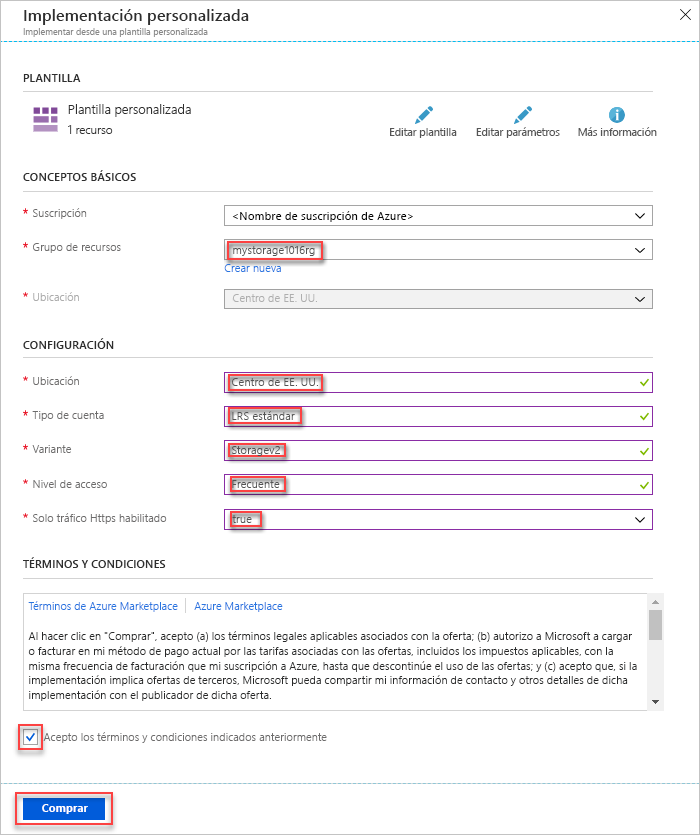 Implementación personalizada
Implementar desde una plantilla personalizada
PLANTILLA
Plantilla personalizada
1 recurso
Editar plantilla
Editar parámetros
Más información
CONCEPTOS BÁSICOS
* Suscripción
<Nombre de suscripción de Azure>
* Grupo de recursos
mystorage1016rg
Crear nueva
* Ubicación
Centro de EE. UU.
CONFIGURACIÓN
* Ubicación
Centro de EE. UU.
* Tipo de cuenta
LRS estándar
* Variante
Storagev2
* Nivel de acceso
Frecuente
* Solo tráfico Https habilitado
true
TÉRMINOS Y CONDICIONES
Términos de Azure Marketplace
Azure Marketplace
Al hacer clic en "Comprar", acepto (a) los términos legales aplicables asociados con la oferta; (b) autorizo a Microsoft a cargar
o facturar en mi método de pago actual por las tarifas asociadas con las ofertas, incluidos los impuestos aplicables, con
la misma frecuencia de facturación que mi suscripción a Azure, hasta que descontinúe el uso de las ofertas; y (c) acepto que, si la
implementación implica ofertas de terceros, Microsoft pueda compartir mi información de contacto y otros detalles de dicha
implementación con el publicador de dicha oferta.
Acepto los términos y condiciones indicados anteriormente
Comprar